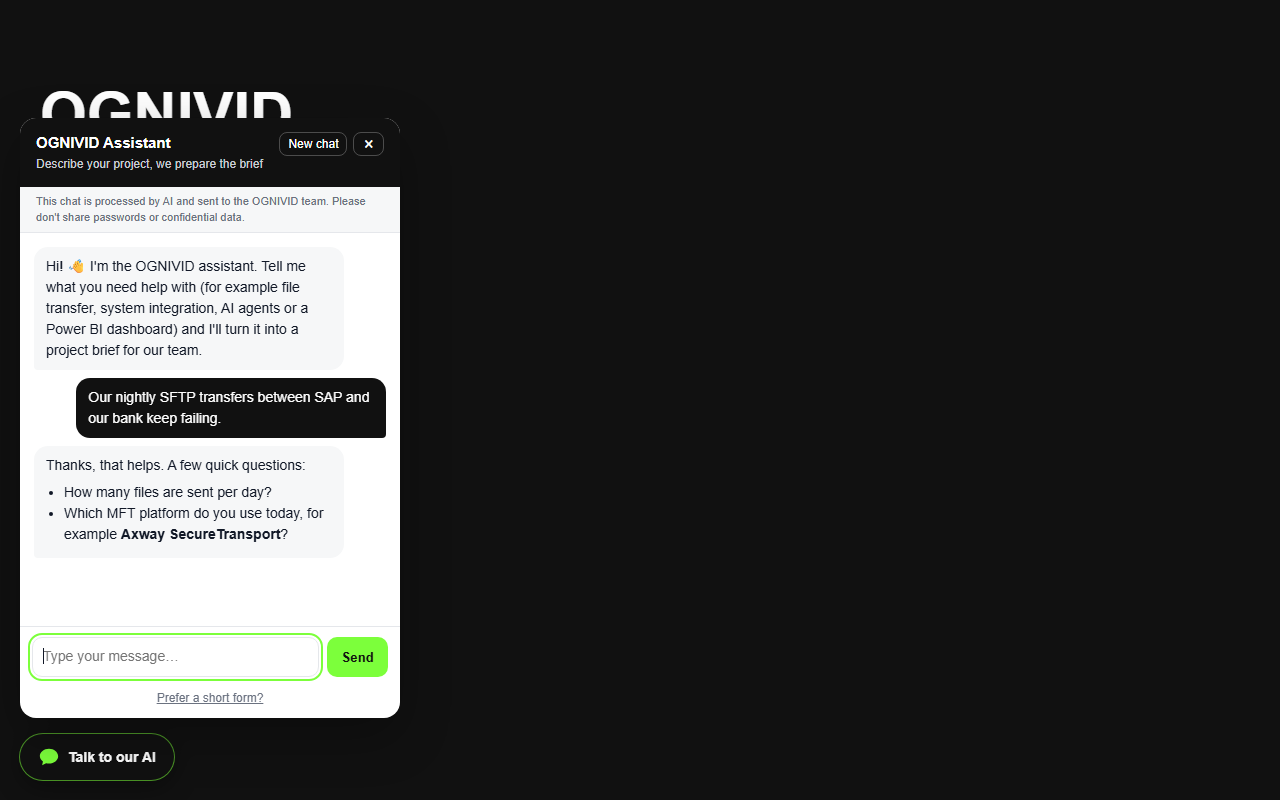 OGNIVID
OGNIVID Assistant
New chat
✕
Describe your project, we prepare the brief
This chat is processed by AI and sent to the OGNIVID team. Please
don't share passwords or confidential data.
Hi! 👋 I'm the OGNIVID assistant. Tell me
what you need help with (for example file
transfer, system integration, AI agents or a
Power BI dashboard) and I'll turn it into a
project brief for our team.
Our nightly SFTP transfers between SAP and
our bank keep failing.
Thanks, that helps. A few quick questions:
• How many files are sent per day?
• Which MFT platform do you use today, for
example Axway SecureTransport?
Type your message…
Send
Prefer a short form?
Talk to our AI